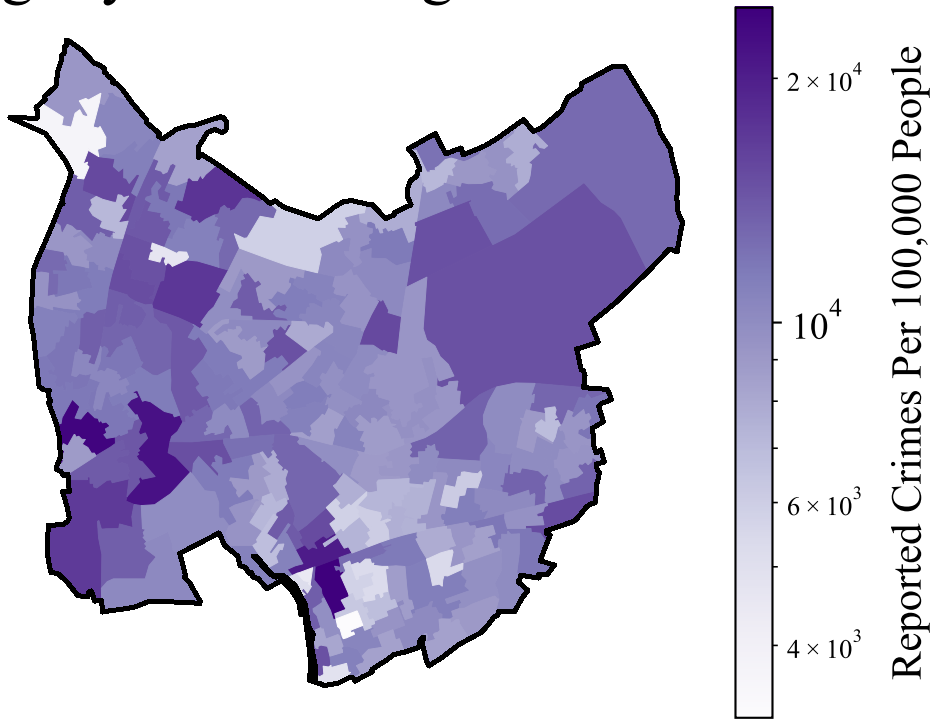 2 × 10⁴
10⁴
6 × 10³
4 × 10³
Reported Crimes Per 100,000 People